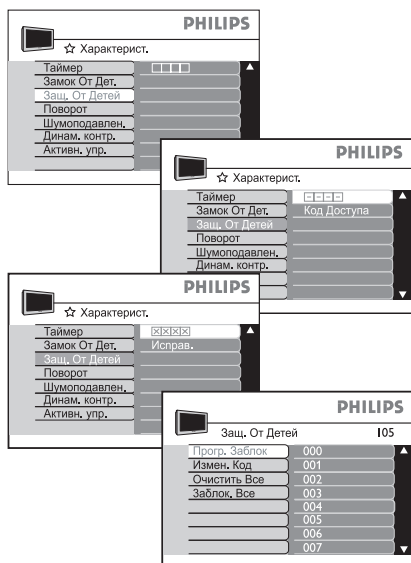 PHILIPS
☆ Характерист.
Таймер
Замок От Дет.
Защ. От Детей
Поворот
Шумоподавлен.
Динам. контр.
Активн. упр.
PHILIPS
☆ Характерист.
Таймер
Замок От Дет. Код Доступа
Защ. От Детей
Поворот
Шумоподавлен.
Динам. контр.
PHILIPS
☆ Характерист.
Таймер XXXX
Замок От Дет. Исправ.
Защ. От Детей
Поворот
Шумоподавлен.
Динам. контр.
Активн. упр.
PHILIPS
Защ. От Детей 105
Прогр. Заблок 000
Измен. Код 001
Очистить Все 002
Заблок. Все 003
004
005
006
007